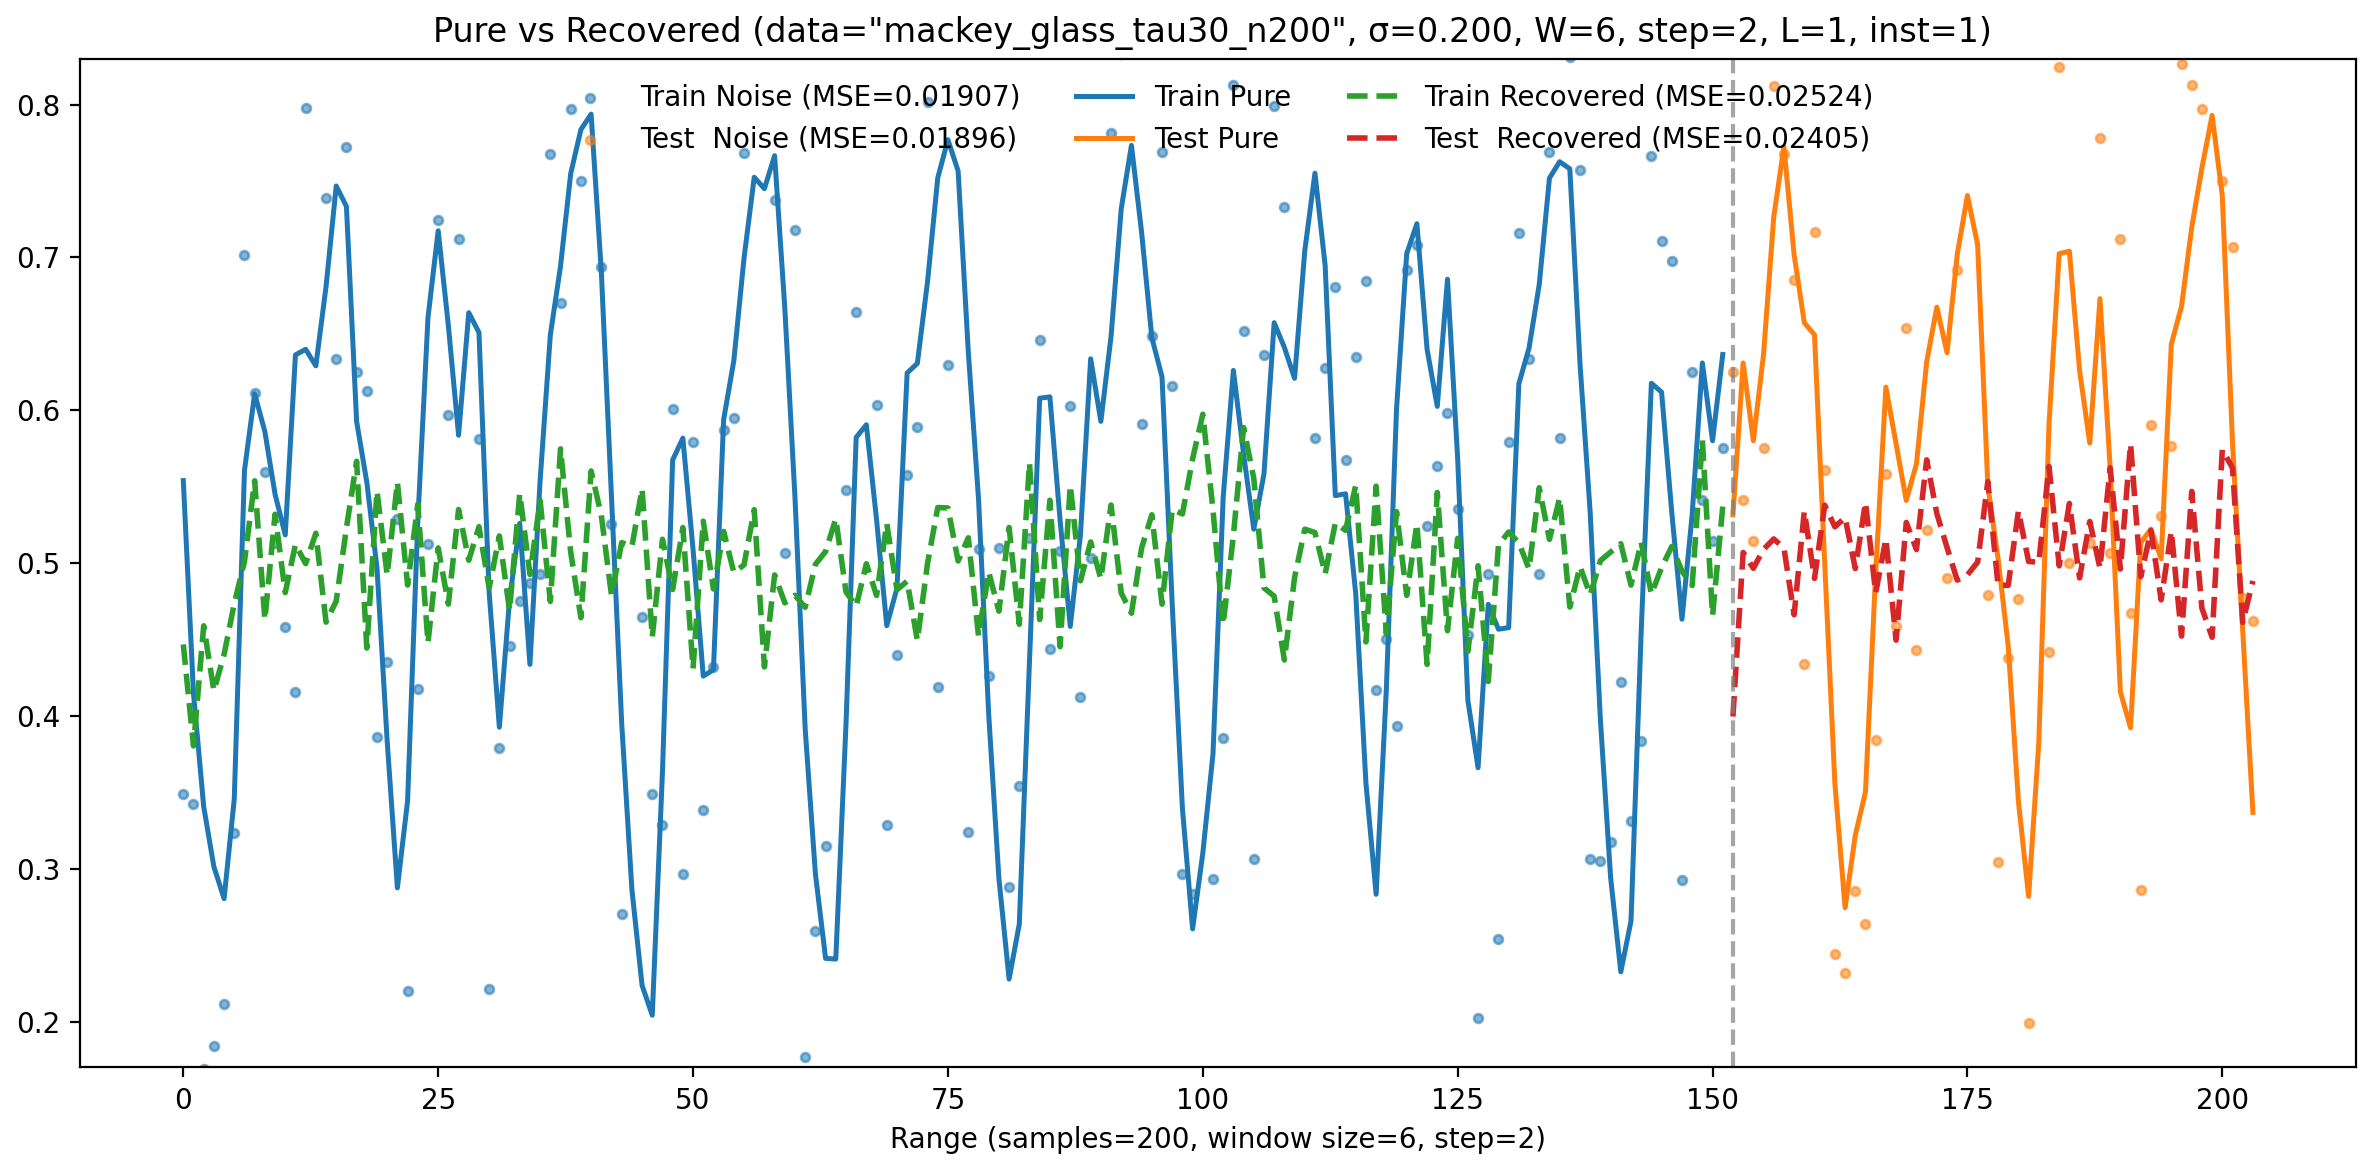 Pure vs Recovered (data="mackey_glass_tau30_n200", σ=0.200, W=6, step=2, L=1, inst=1)
Train Noise (MSE=0.01907) Train Pure Train Recovered (MSE=0.02524)
Test  Noise (MSE=0.01896) Test Pure Test  Recovered (MSE=0.02405)
0.8
0.7
0.6
0.5
0.4
0.3
0.2
0 25 50 75 100 125 150 175 200
Range (samples=200, window size=6, step=2)